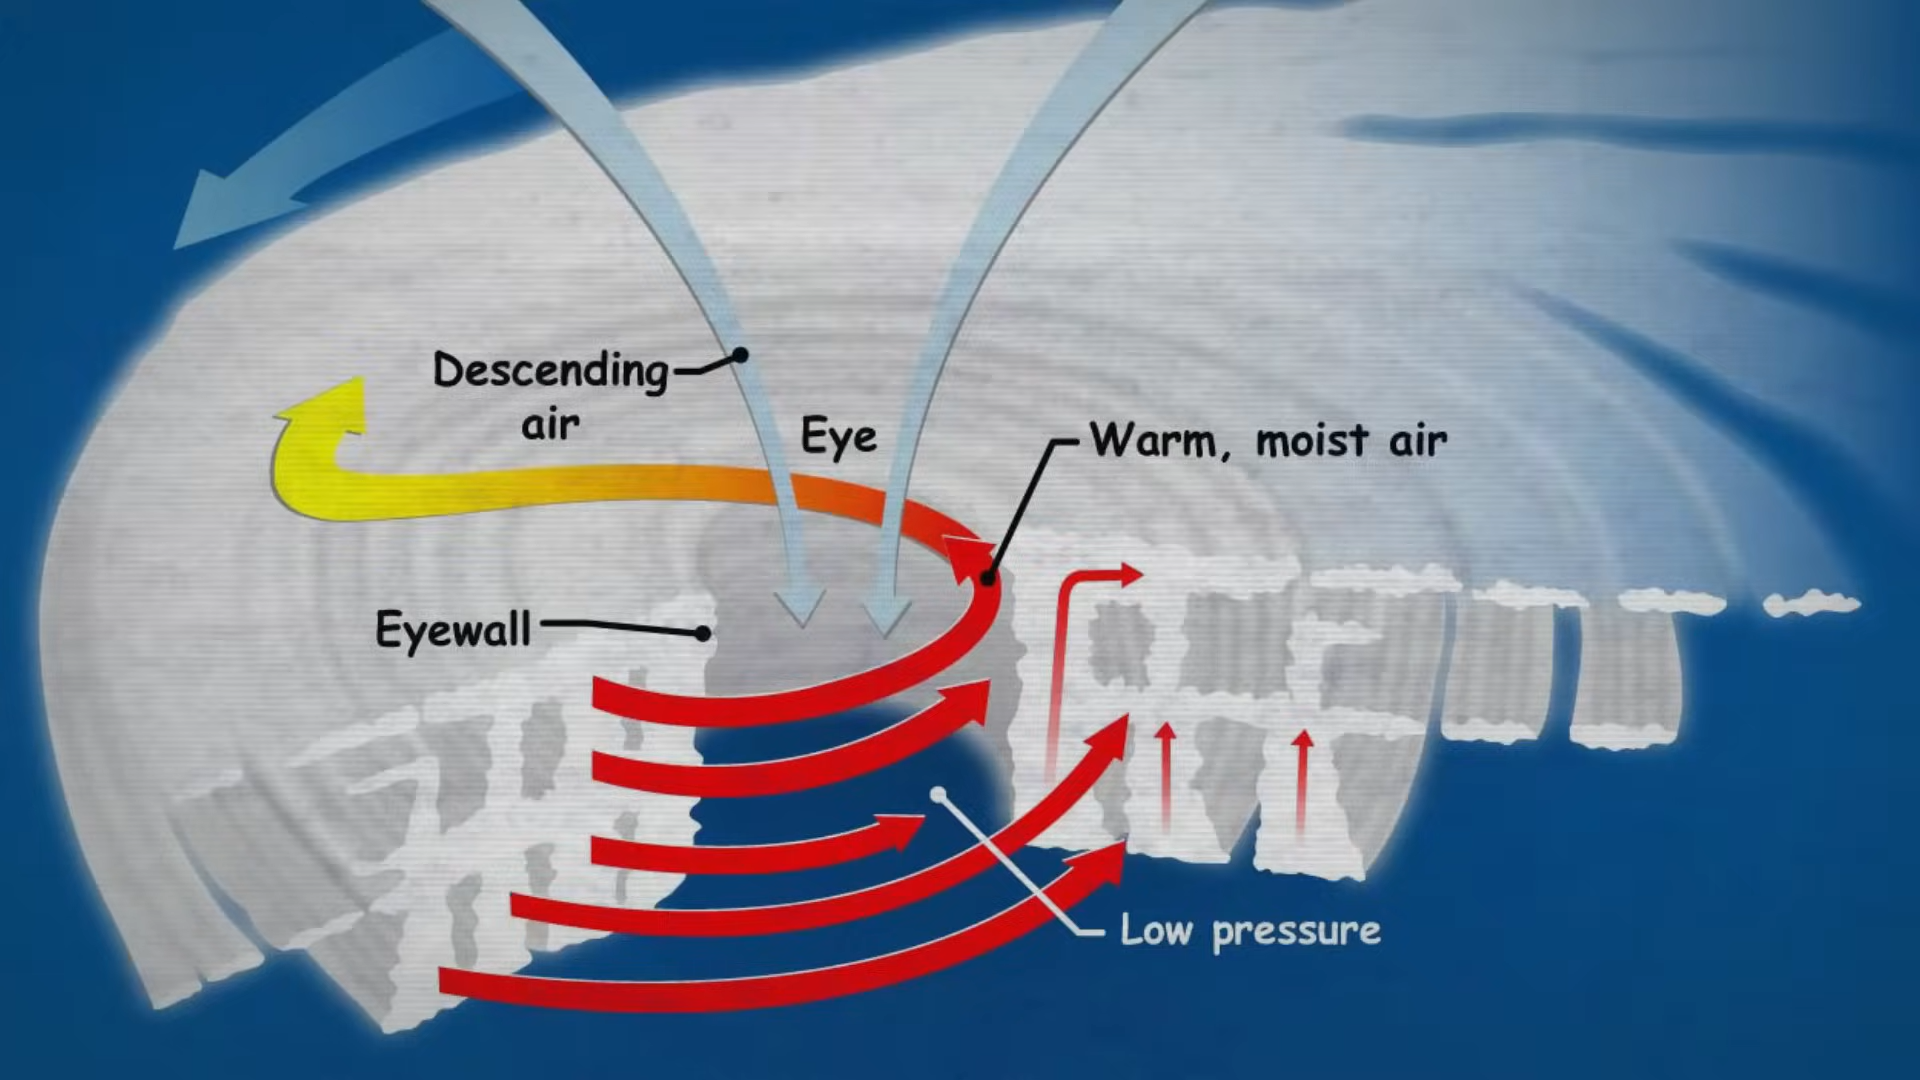 Descending
air
Eye
Warm, moist air
Eyewall
Low pressure